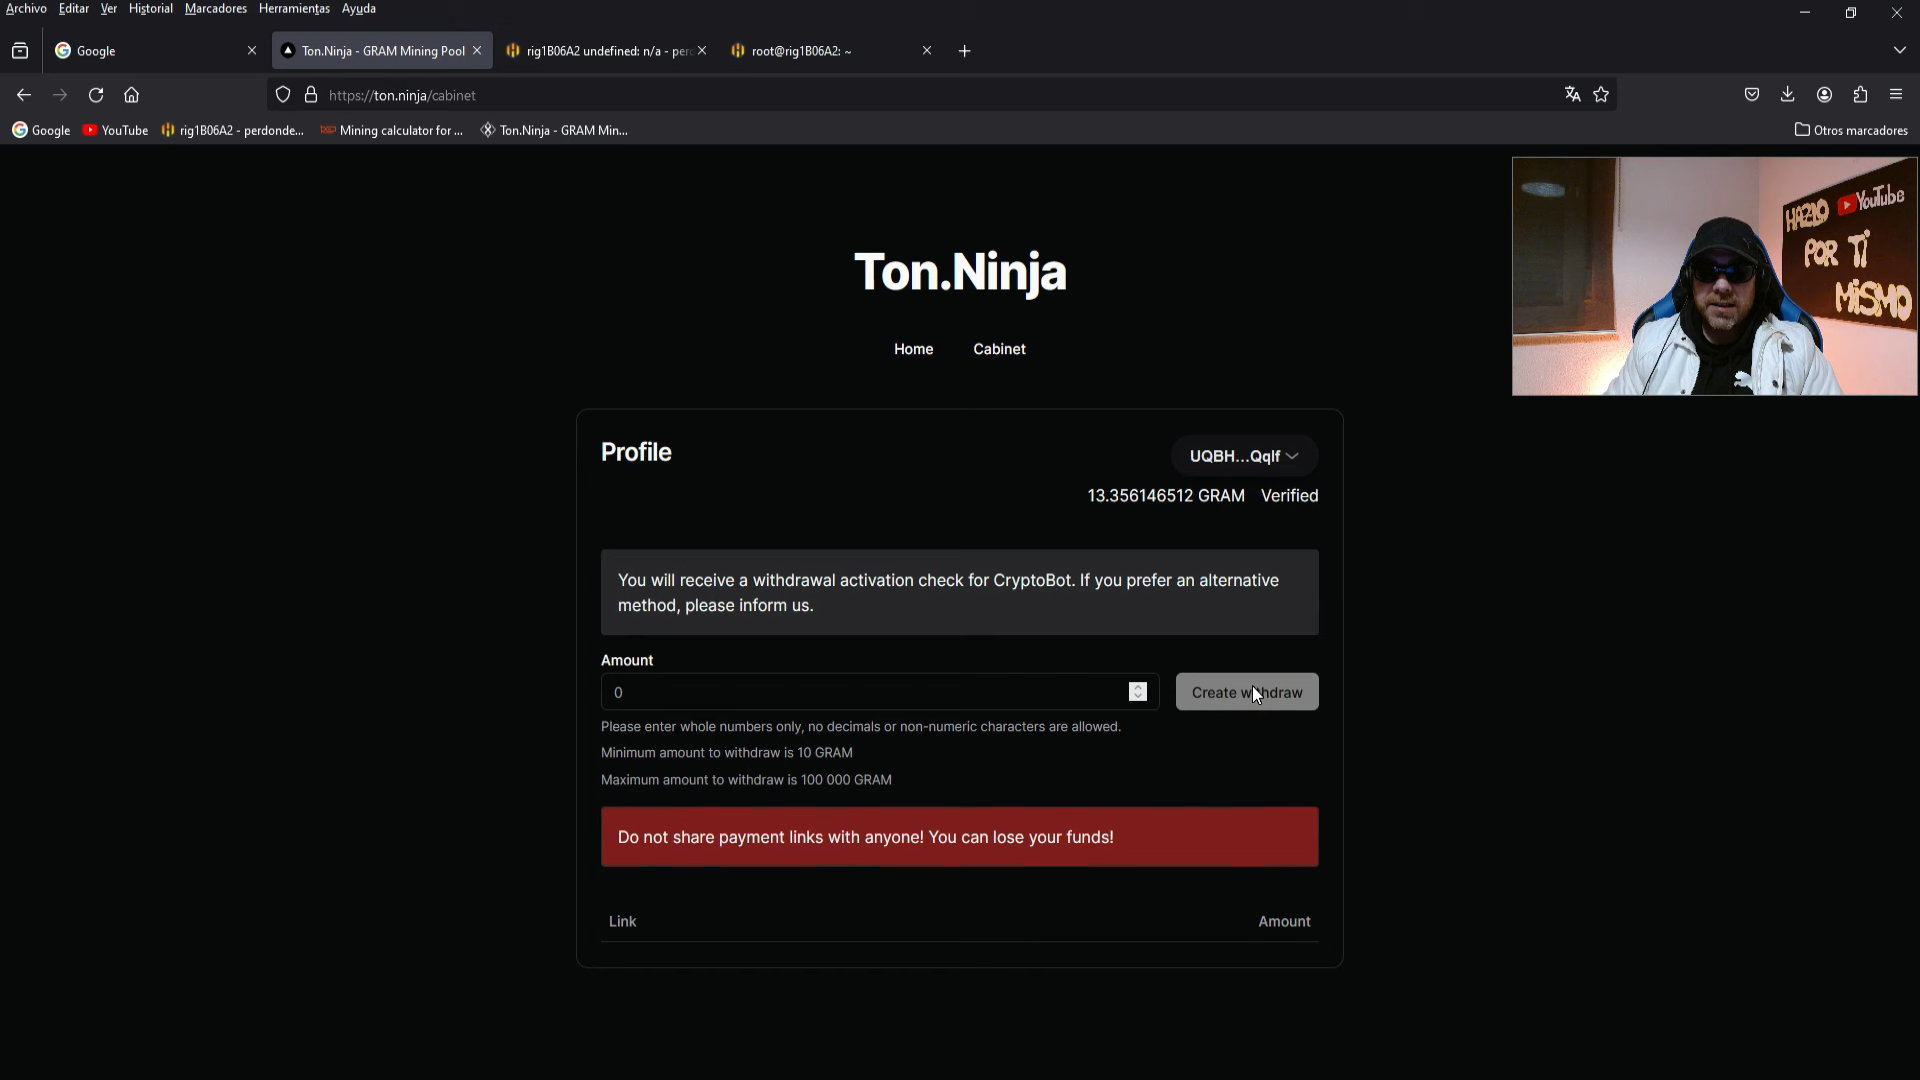 Archivo Editar Ver Historial Marcadores Herramientas Ayuda
Google
Ton.Ninja - GRAM Mining Pool
rig1B06A2 undefined: n/a - perd
root@rig1B06A2: ~
https://ton.ninja/cabinet
Google
YouTube
rig1B06A2 - perdonde...
Mining calculator for ...
Ton.Ninja - GRAM Min...
Otros marcadores
HAZLO
YouTube
POR TI
MISMO
Ton.Ninja
Home
Cabinet
Profile
UQBH...Qqlf
13.356146512 GRAM Verified
You will receive a withdrawal activation check for CryptoBot. If you prefer an alternative
method, please inform us.
Amount
0
Create withdraw
Please enter whole numbers only, no decimals or non-numeric characters are allowed.
Minimum amount to withdraw is 10 GRAM
Maximum amount to withdraw is 100 000 GRAM
Do not share payment links with anyone! You can lose your funds!
Link
Amount